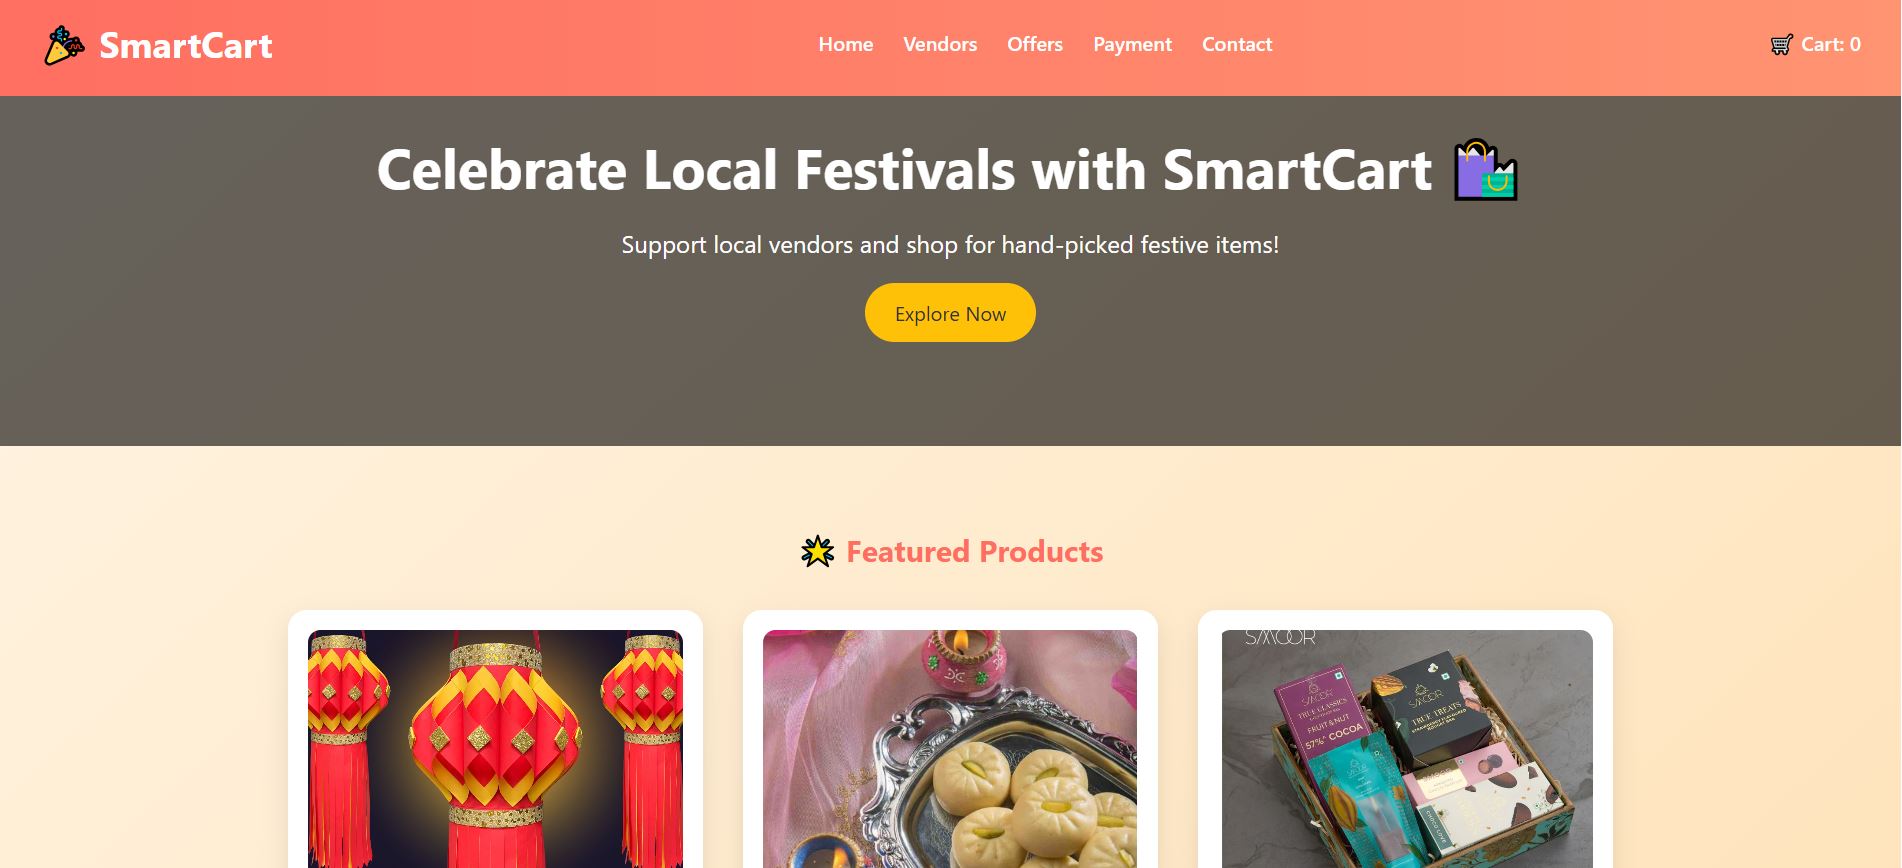 SmartCart
Home Vendors Offers Payment Contact
Cart: 0
Celebrate Local Festivals with SmartCart
Support local vendors and shop for hand-picked festive items!
Explore Now
Featured Products
SMOOR
SMOOR
TRUE CLASSICS
FRUIT & NUT
57% COCOA
SMOOR
TRUE TREATS